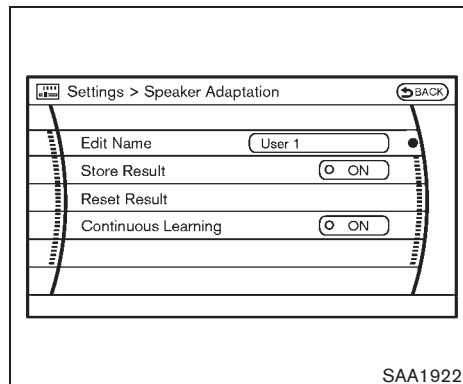 Settings > Speaker Adaptation BACK
Edit Name User 1
Store Result ON
Reset Result
Continuous Learning ON
SAA1922